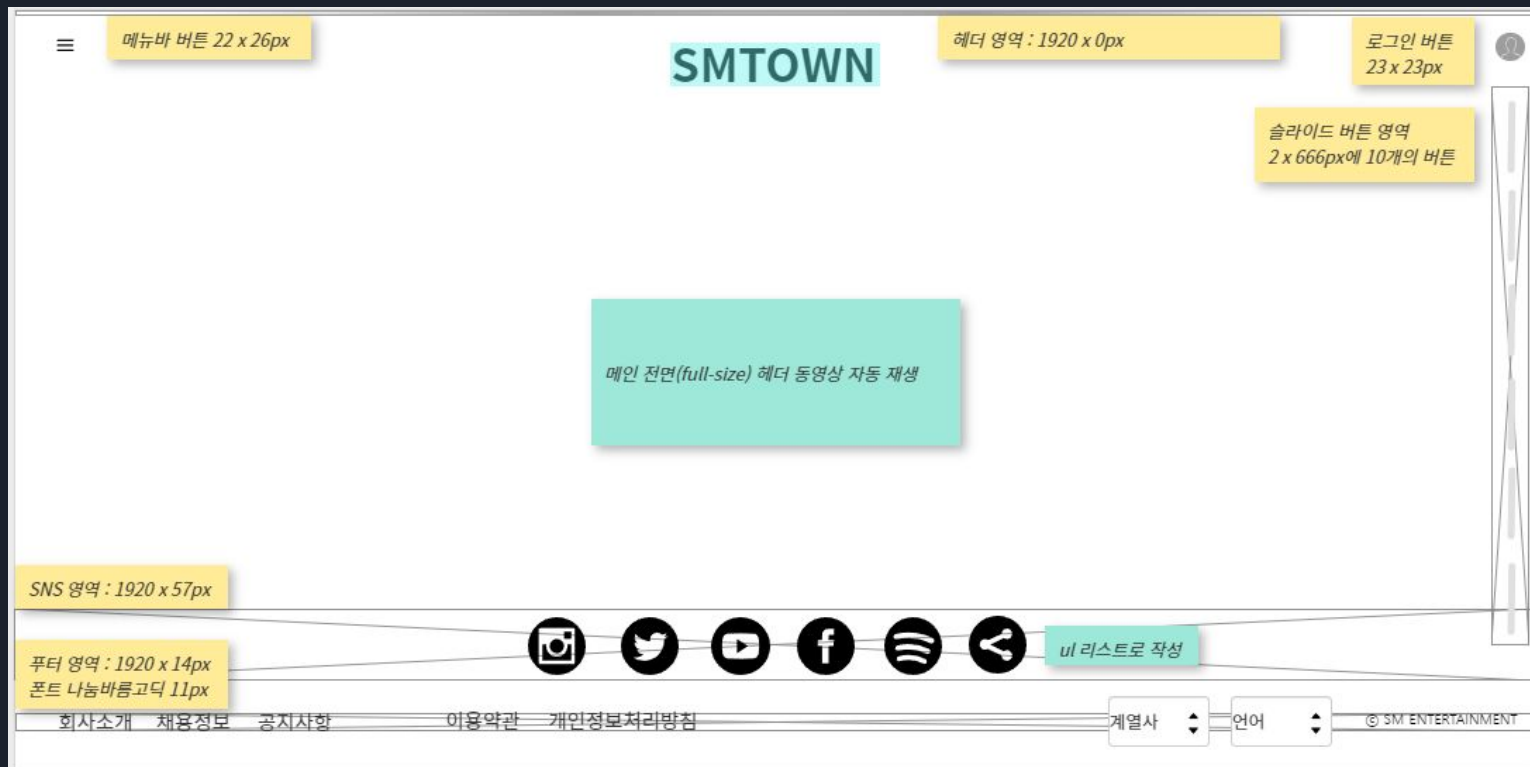 메뉴바 버튼 22 x 26px
SMTOWN
헤더 영역 : 1920 x 0px
로그인 버튼
23 x 23px
슬라이드 버튼 영역
2 x 666px에 10개의 버튼
메인 전면(full-size) 헤더 동영상 자동 재생
SNS 영역 : 1920 x 57px
ul 리스트로 작성
푸터 영역 : 1920 x 14px
폰트 나눔바름고딕 11px
회사소개 채용정보 공지사항 이용약관 개인정보처리방침 계열사 언어 ⓒ SM ENTERTAINMENT